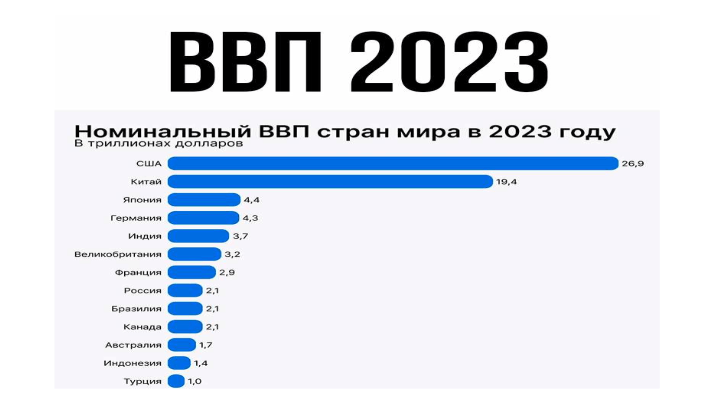 ВВП 2023
Номинальный ВВП стран мира в 2023 году
В триллионах долларов
США 26,9
Китай 19,4
Япония 4,4
Германия 4,3
Индия 3,7
Великобритания 3,2
Франция 2,9
Россия 2,1
Бразилия 2,1
Канада 2,1
Австралия 1,7
Индонезия 1,4
Турция 1,0